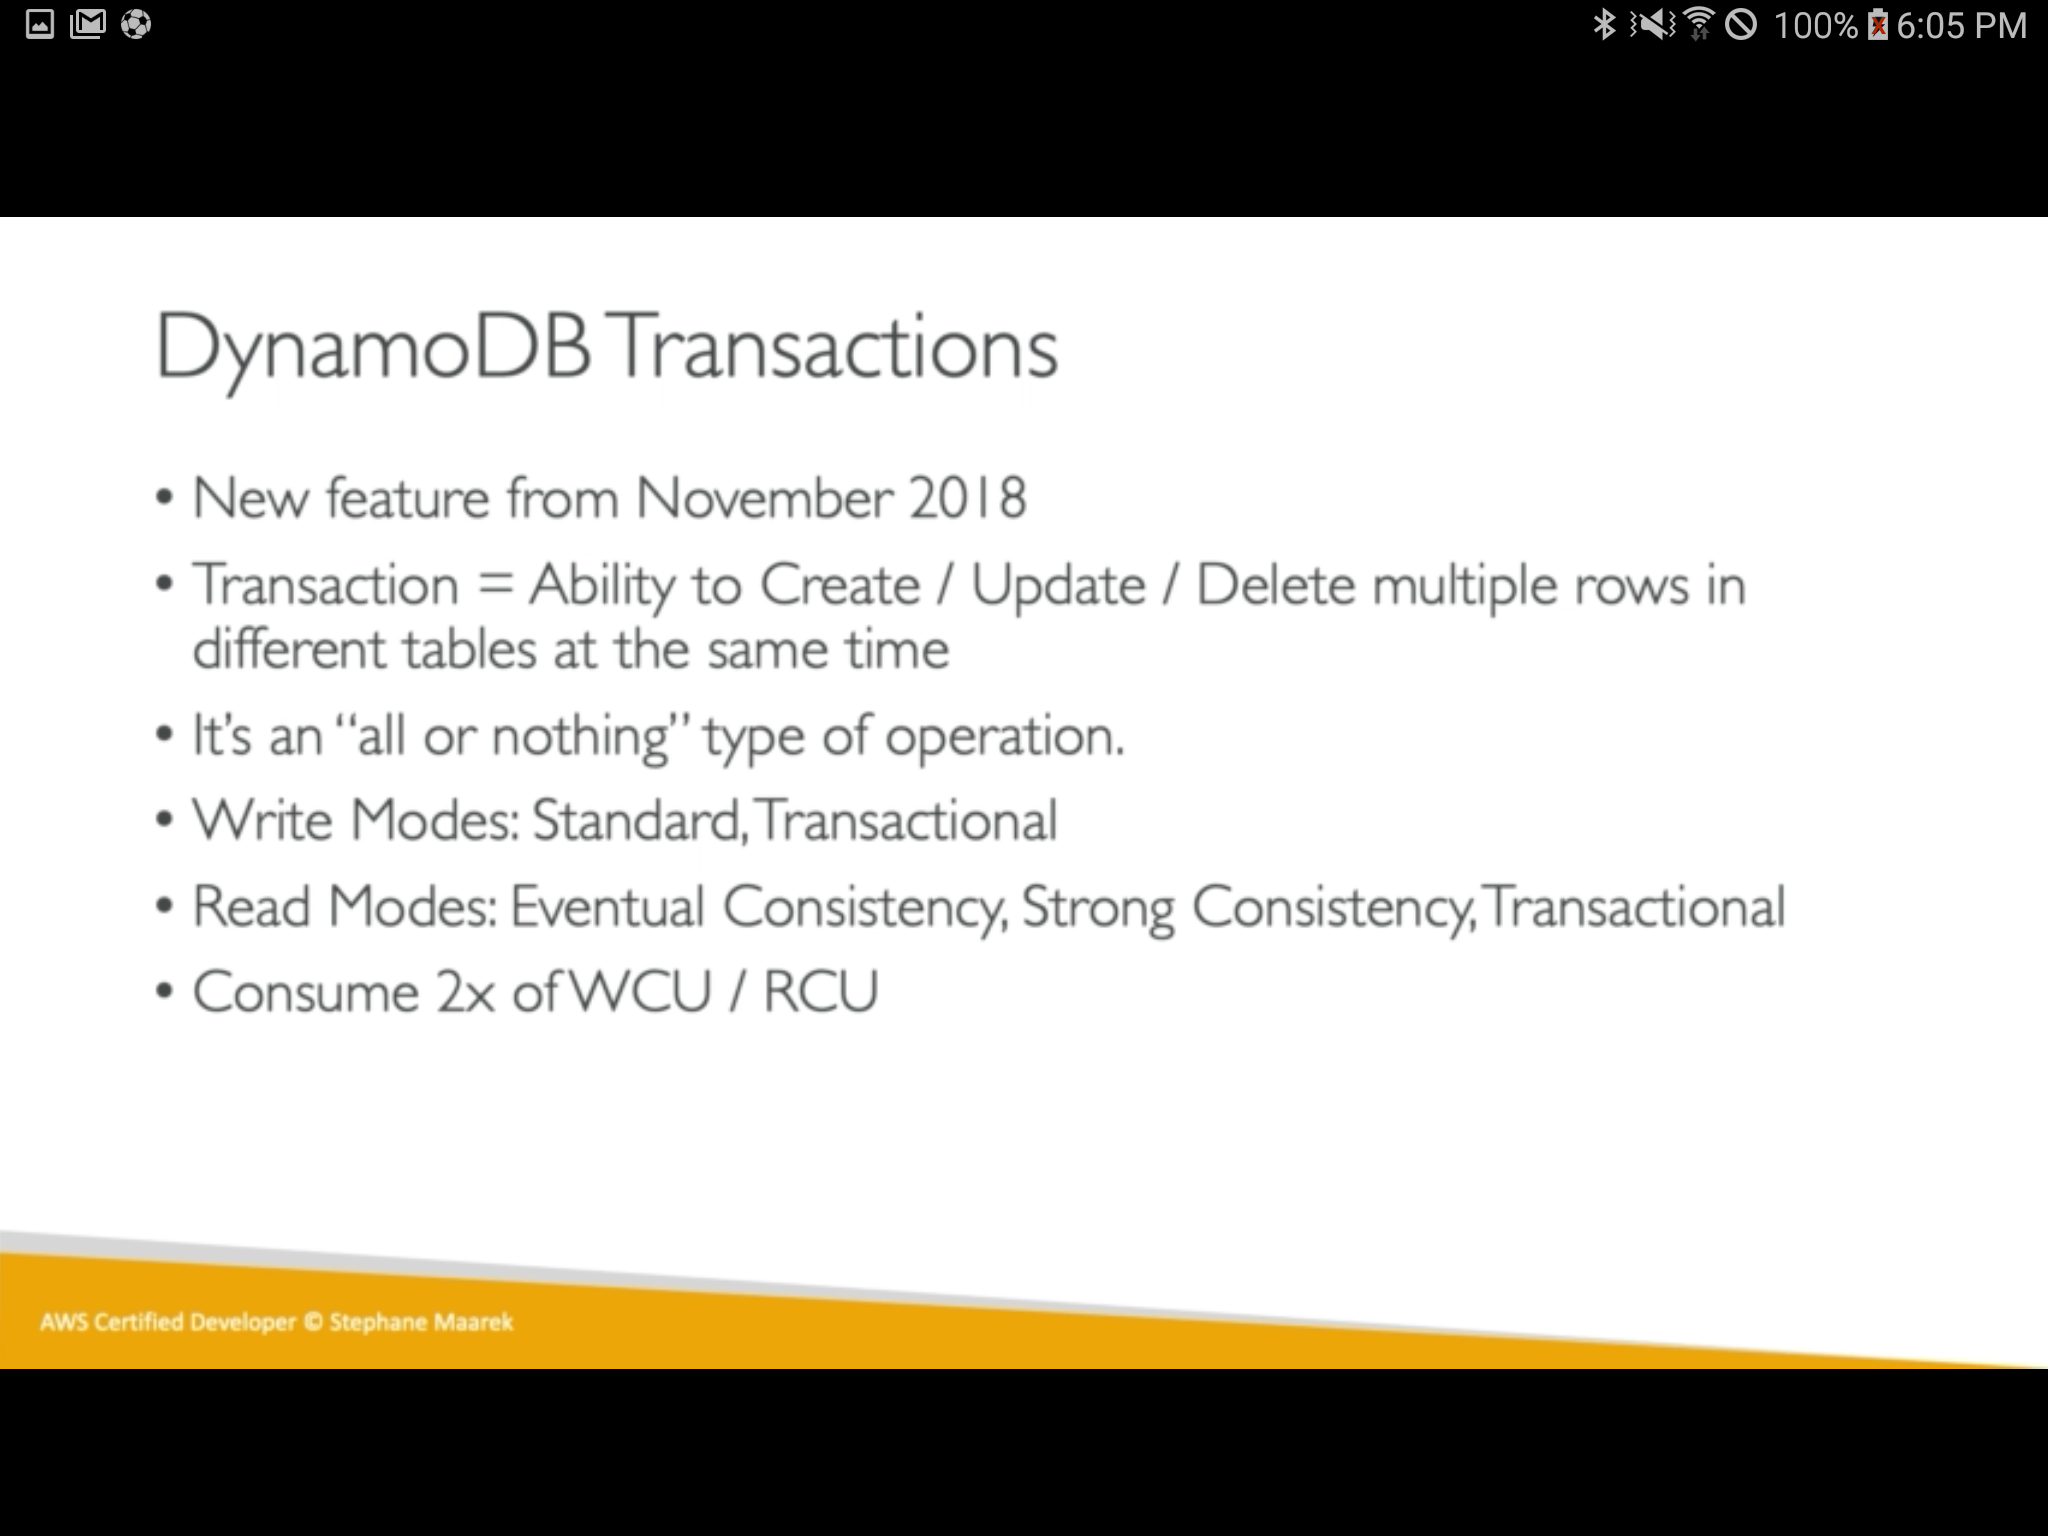 100% 6:05 PM
DynamoDB Transactions
• New feature from November 2018
• Transaction = Ability to Create / Update / Delete multiple rows in
different tables at the same time
• It’s an “all or nothing” type of operation.
• Write Modes: Standard, Transactional
• Read Modes: Eventual Consistency, Strong Consistency, Transactional
• Consume 2x of WCU / RCU
AWS Certified Developer © Stephane Maarek